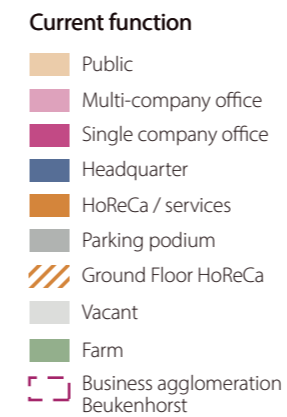 Current function
Public
Multi-company office
Single company office
Headquarter
HoReCa / services
Parking podium
Ground Floor HoReCa
Vacant
Farm
Business agglomeration
Beukenhorst